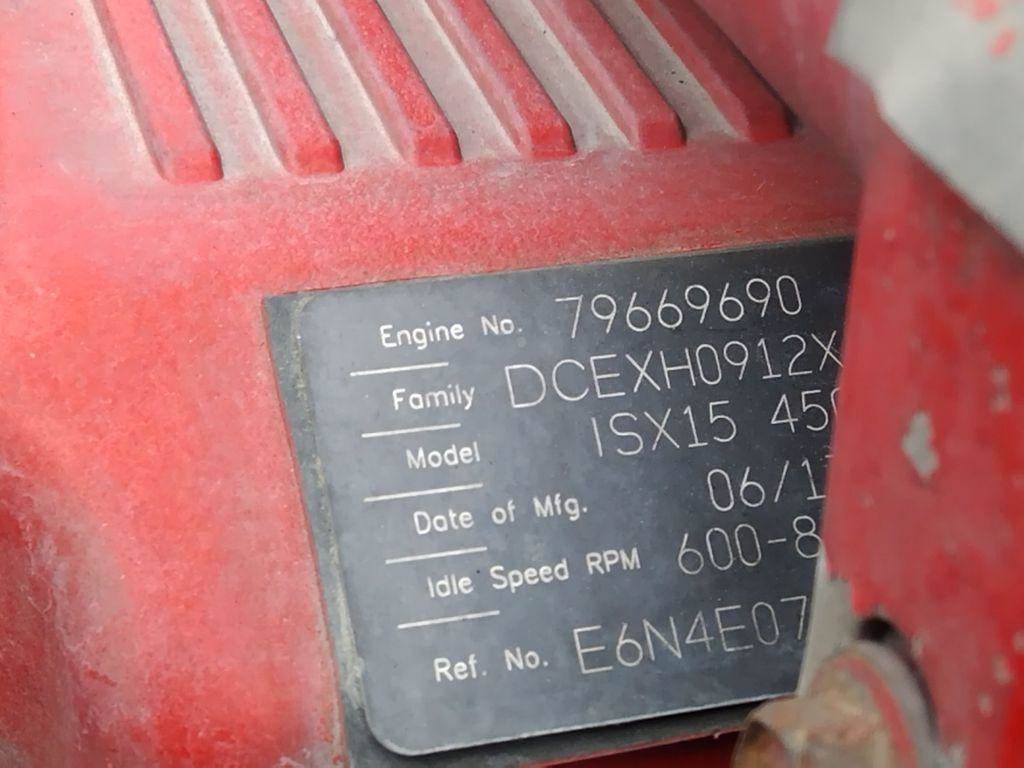 Engine No. 79669690
Family DCEXH0912X
Model ISX15 45
Date of Mfg. 06/1
Idle Speed RPM 600-8
Ref. No. E6N4E07